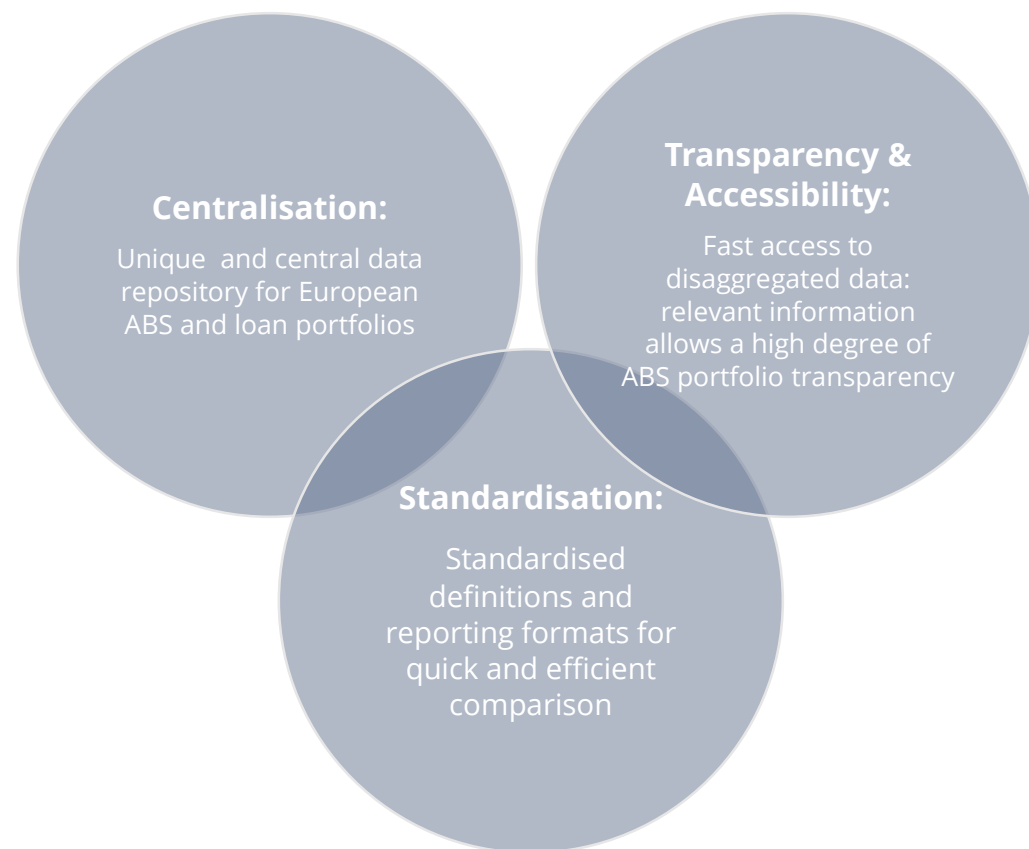 Centralisation:
Unique and central data
repository for European
ABS and loan portfolios
Transparency &
Accessibility:
Fast access to
disaggregated data:
relevant information
allows a high degree of
ABS portfolio transparency
Standardisation:
Standardised
definitions and
reporting formats for
quick and efficient
comparison